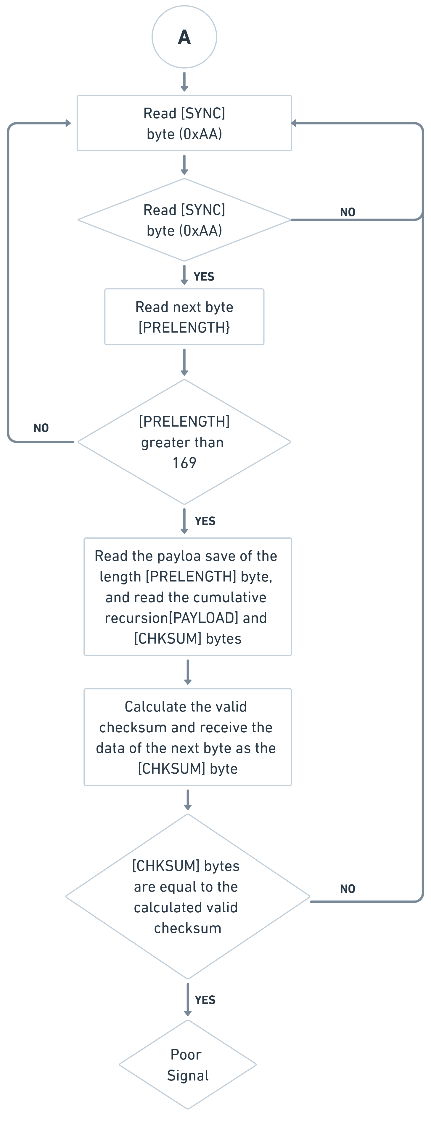 A
Read [SYNC]
byte (0xAA)
Read [SYNC]
byte (0xAA)
NO
YES
Read next byte
[PRELENGTH}
[PRELENGTH]
greater than
169
NO
YES
Read the payloa save of the
length [PRELENGTH] byte,
and read the cumulative
recursion[PAYLOAD] and
[CHKSUM] bytes
Calculate the valid
checksum and receive the
data of the next byte as the
[CHKSUM] byte
[CHKSUM] bytes
are equal to the
calculated valid
checksum
NO
YES
Poor
Signal